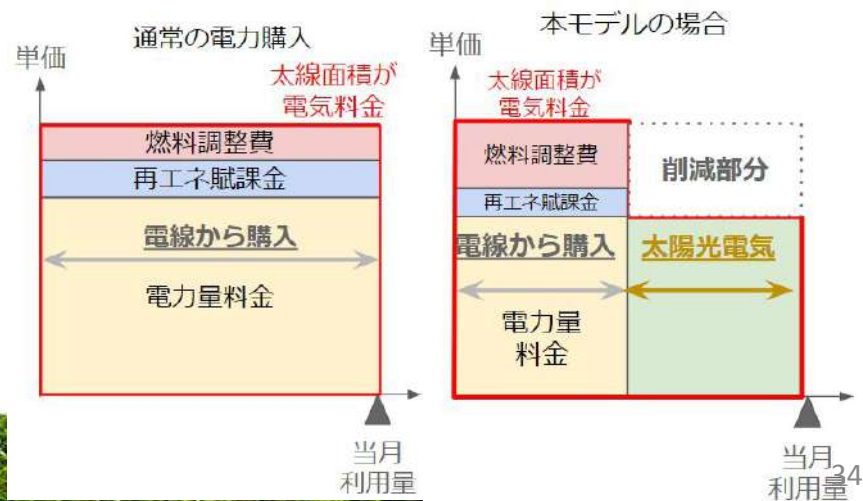 通常の電力購入
単価
太線面積が
電気料金
燃料調整費
再エネ賦課金
電線から購入
電力量料金
当月
利用量
本モデルの場合
単価
太線面積が
電気料金
燃料調整費
削減部分
再エネ賦課金
電線から購入
太陽光電気
電力量
料金
当月
利用量
34